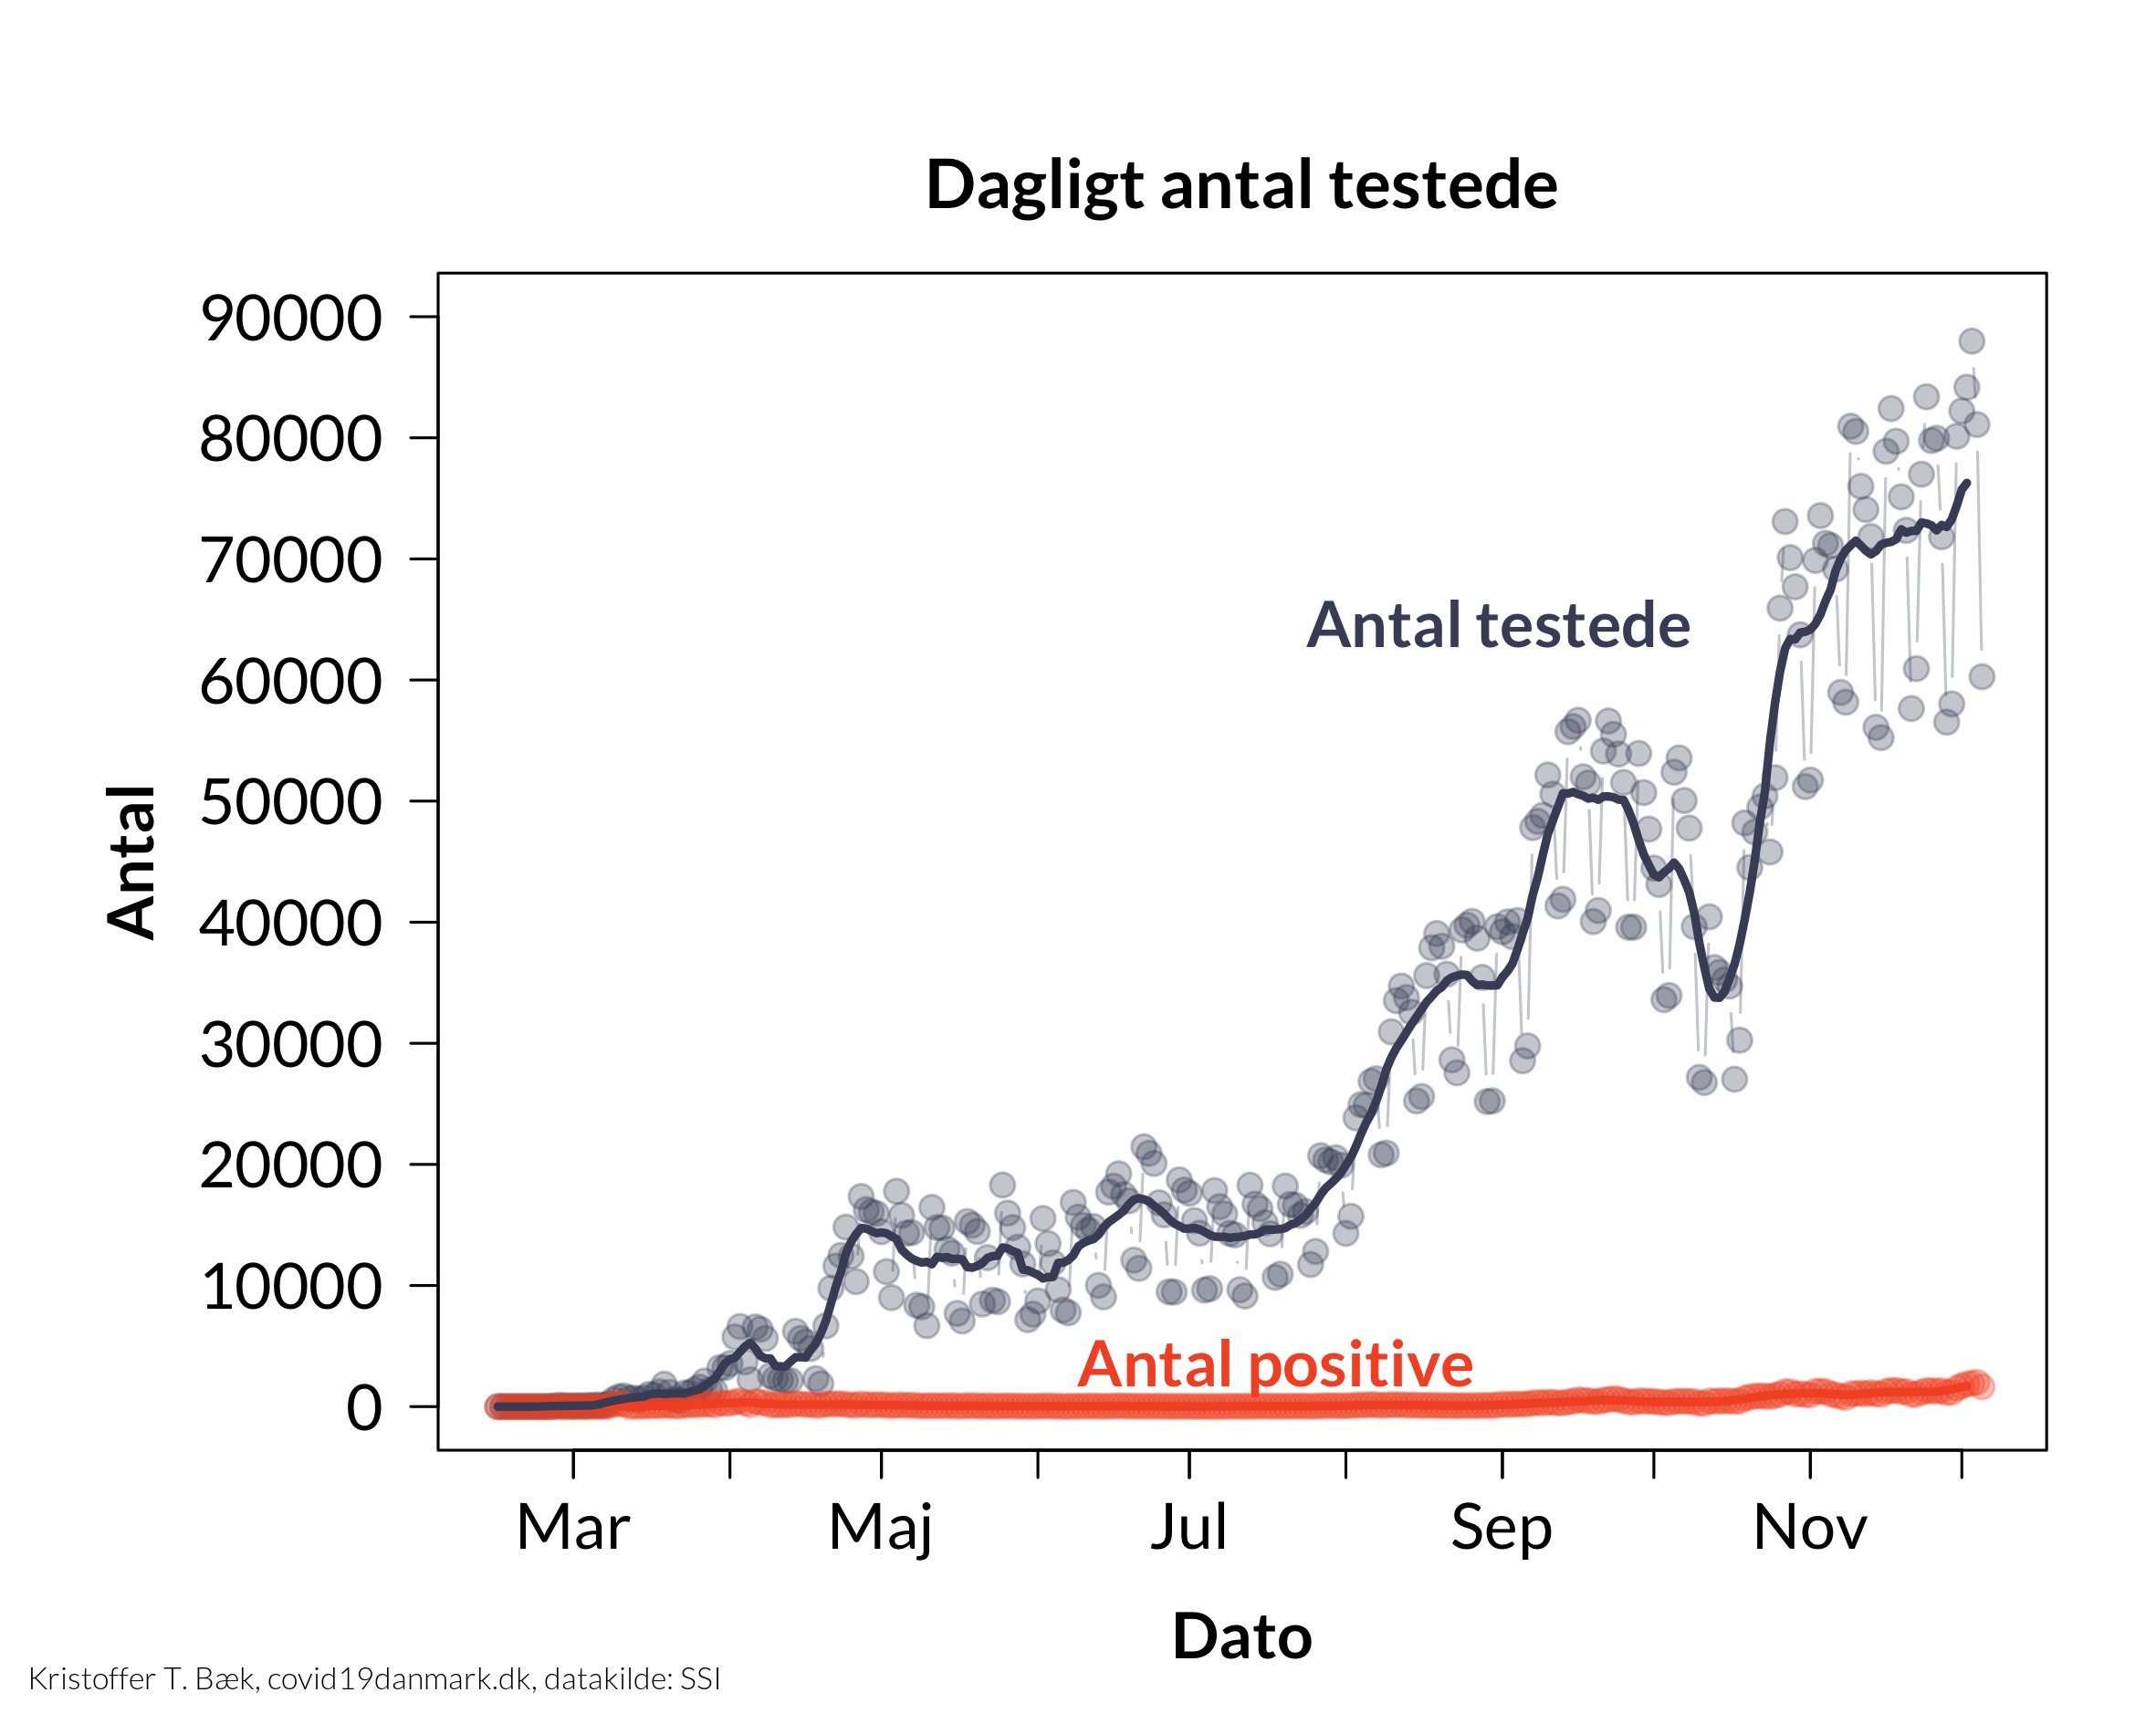 Dagligt antal testede
90000
80000
70000
60000
50000
40000
30000
20000
10000
0
Antal
Antal testede
Antal positive
Mar Maj Jul Sep Nov
Dato
Kristoffer T. Bæk, covid19danmark.dk, datakilde: SSI